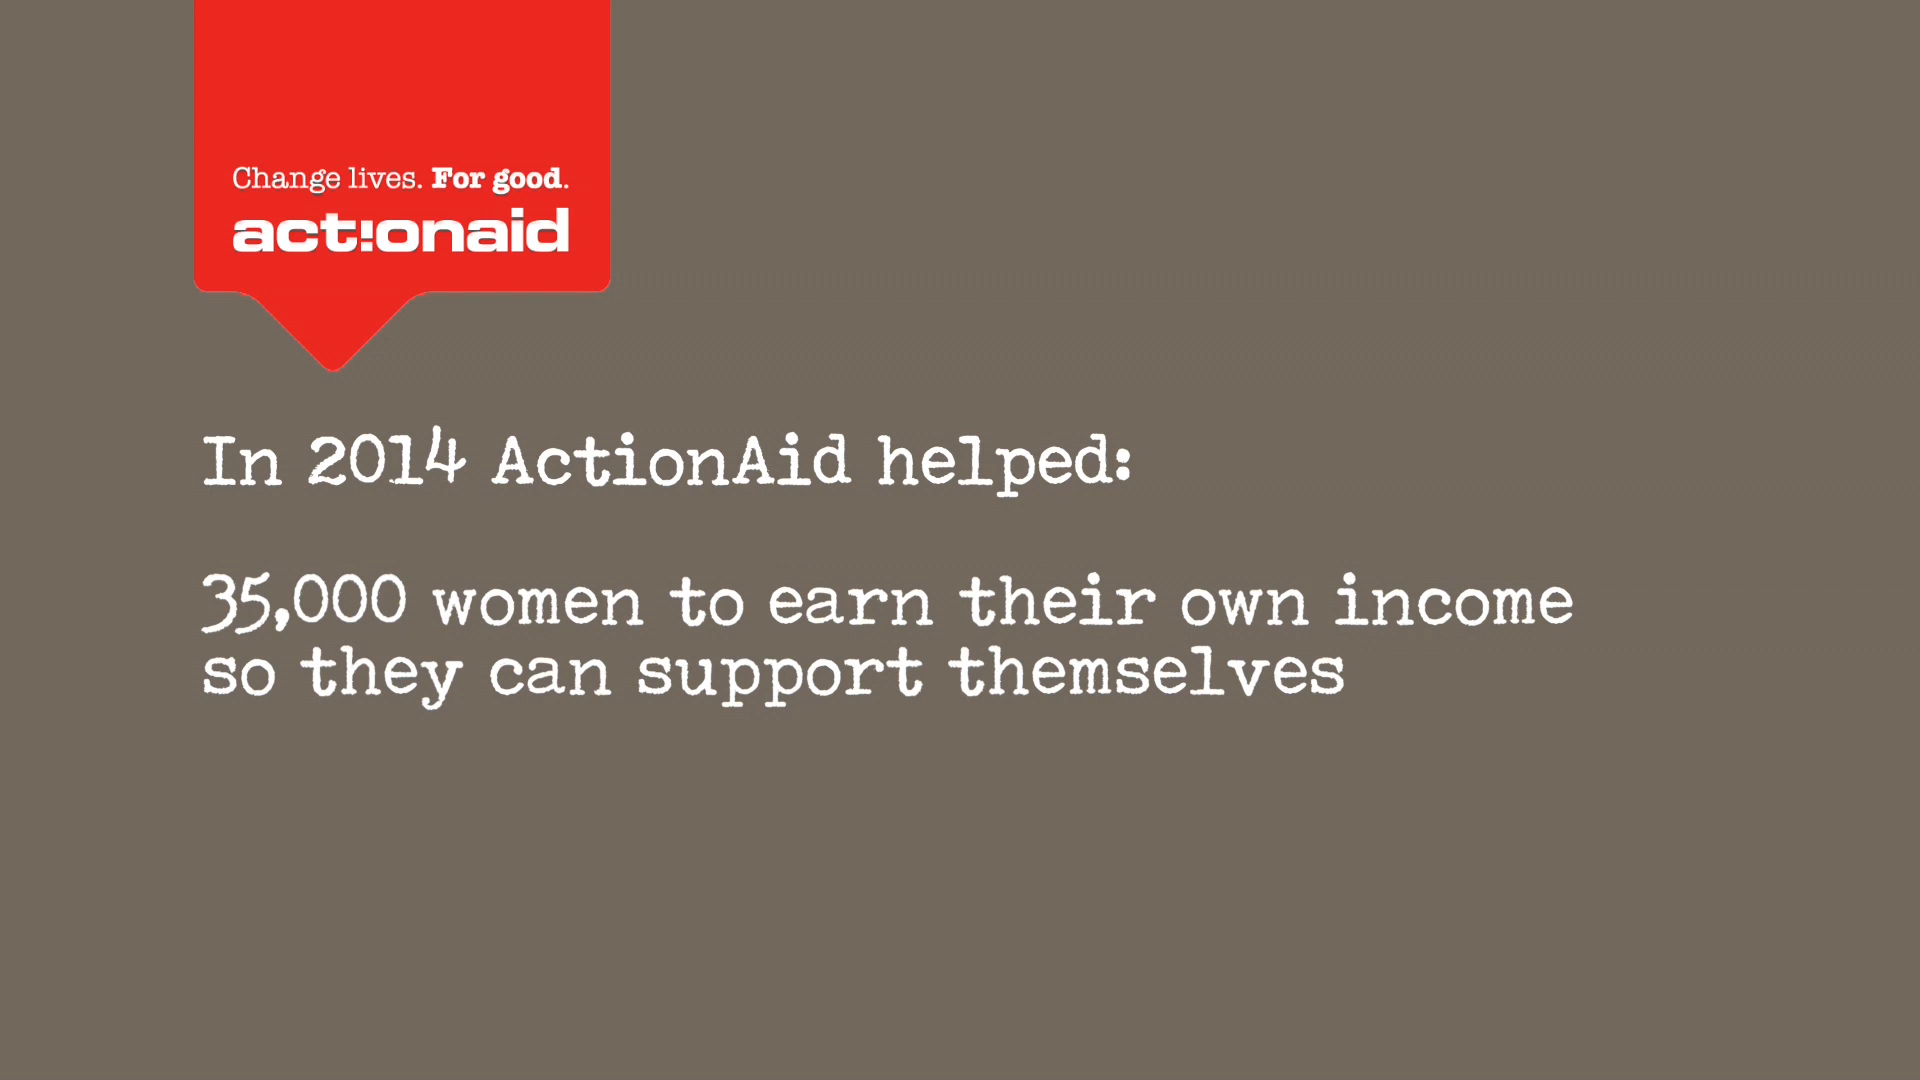 Change lives. For good.
act!onaid
In 2014 ActionAid helped:
35,000 women to earn their own income
so they can support themselves